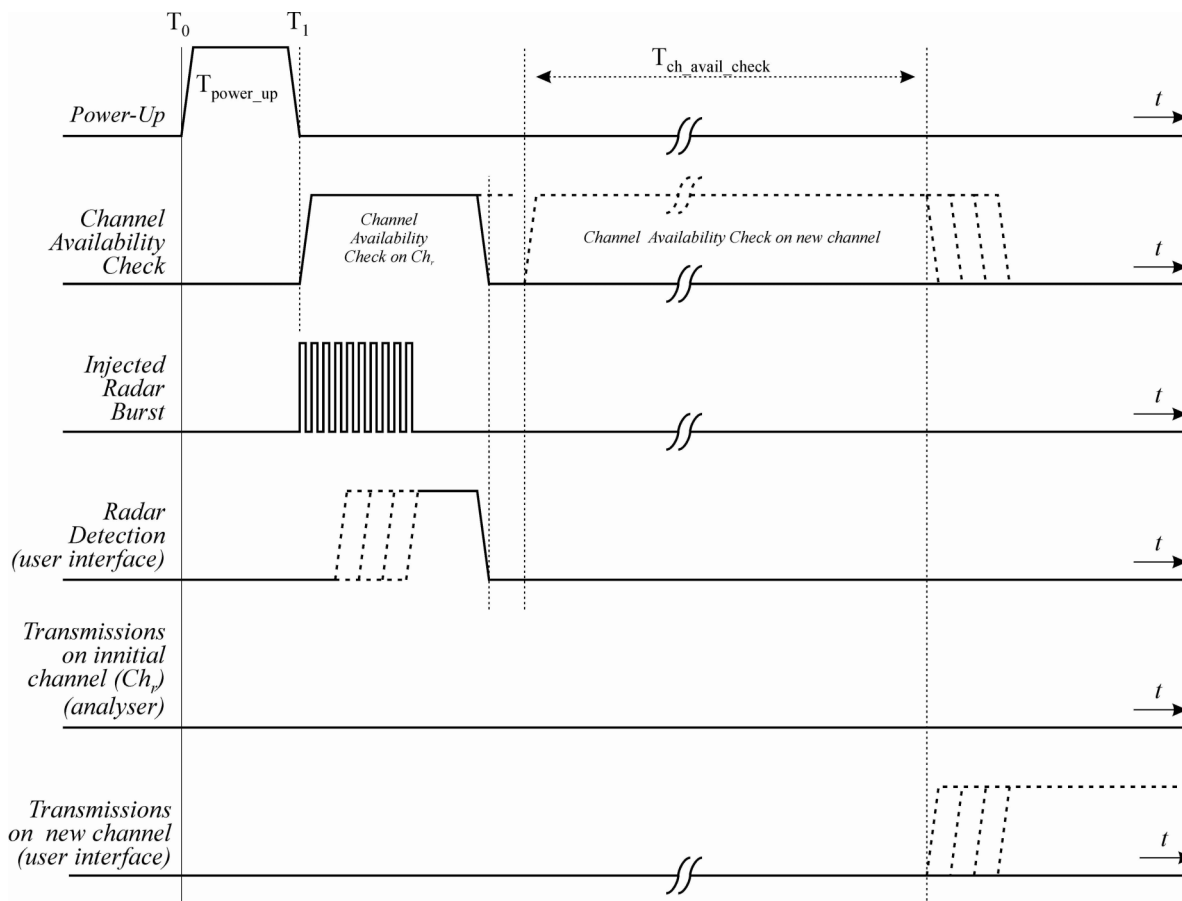 T0 T1
Tch_avail_check
Tpower_up
Power-Up
t
Channel
Availability
Check
Channel
Availability
Check on Chr
Channel Availability Check on new channel
t
Injected
Radar
Burst
t
Radar
Detection
(user interface)
t
Transmissions
on innitial
channel (Chr)
(analyser)
t
Transmissions
on new channel
(user interface)
t